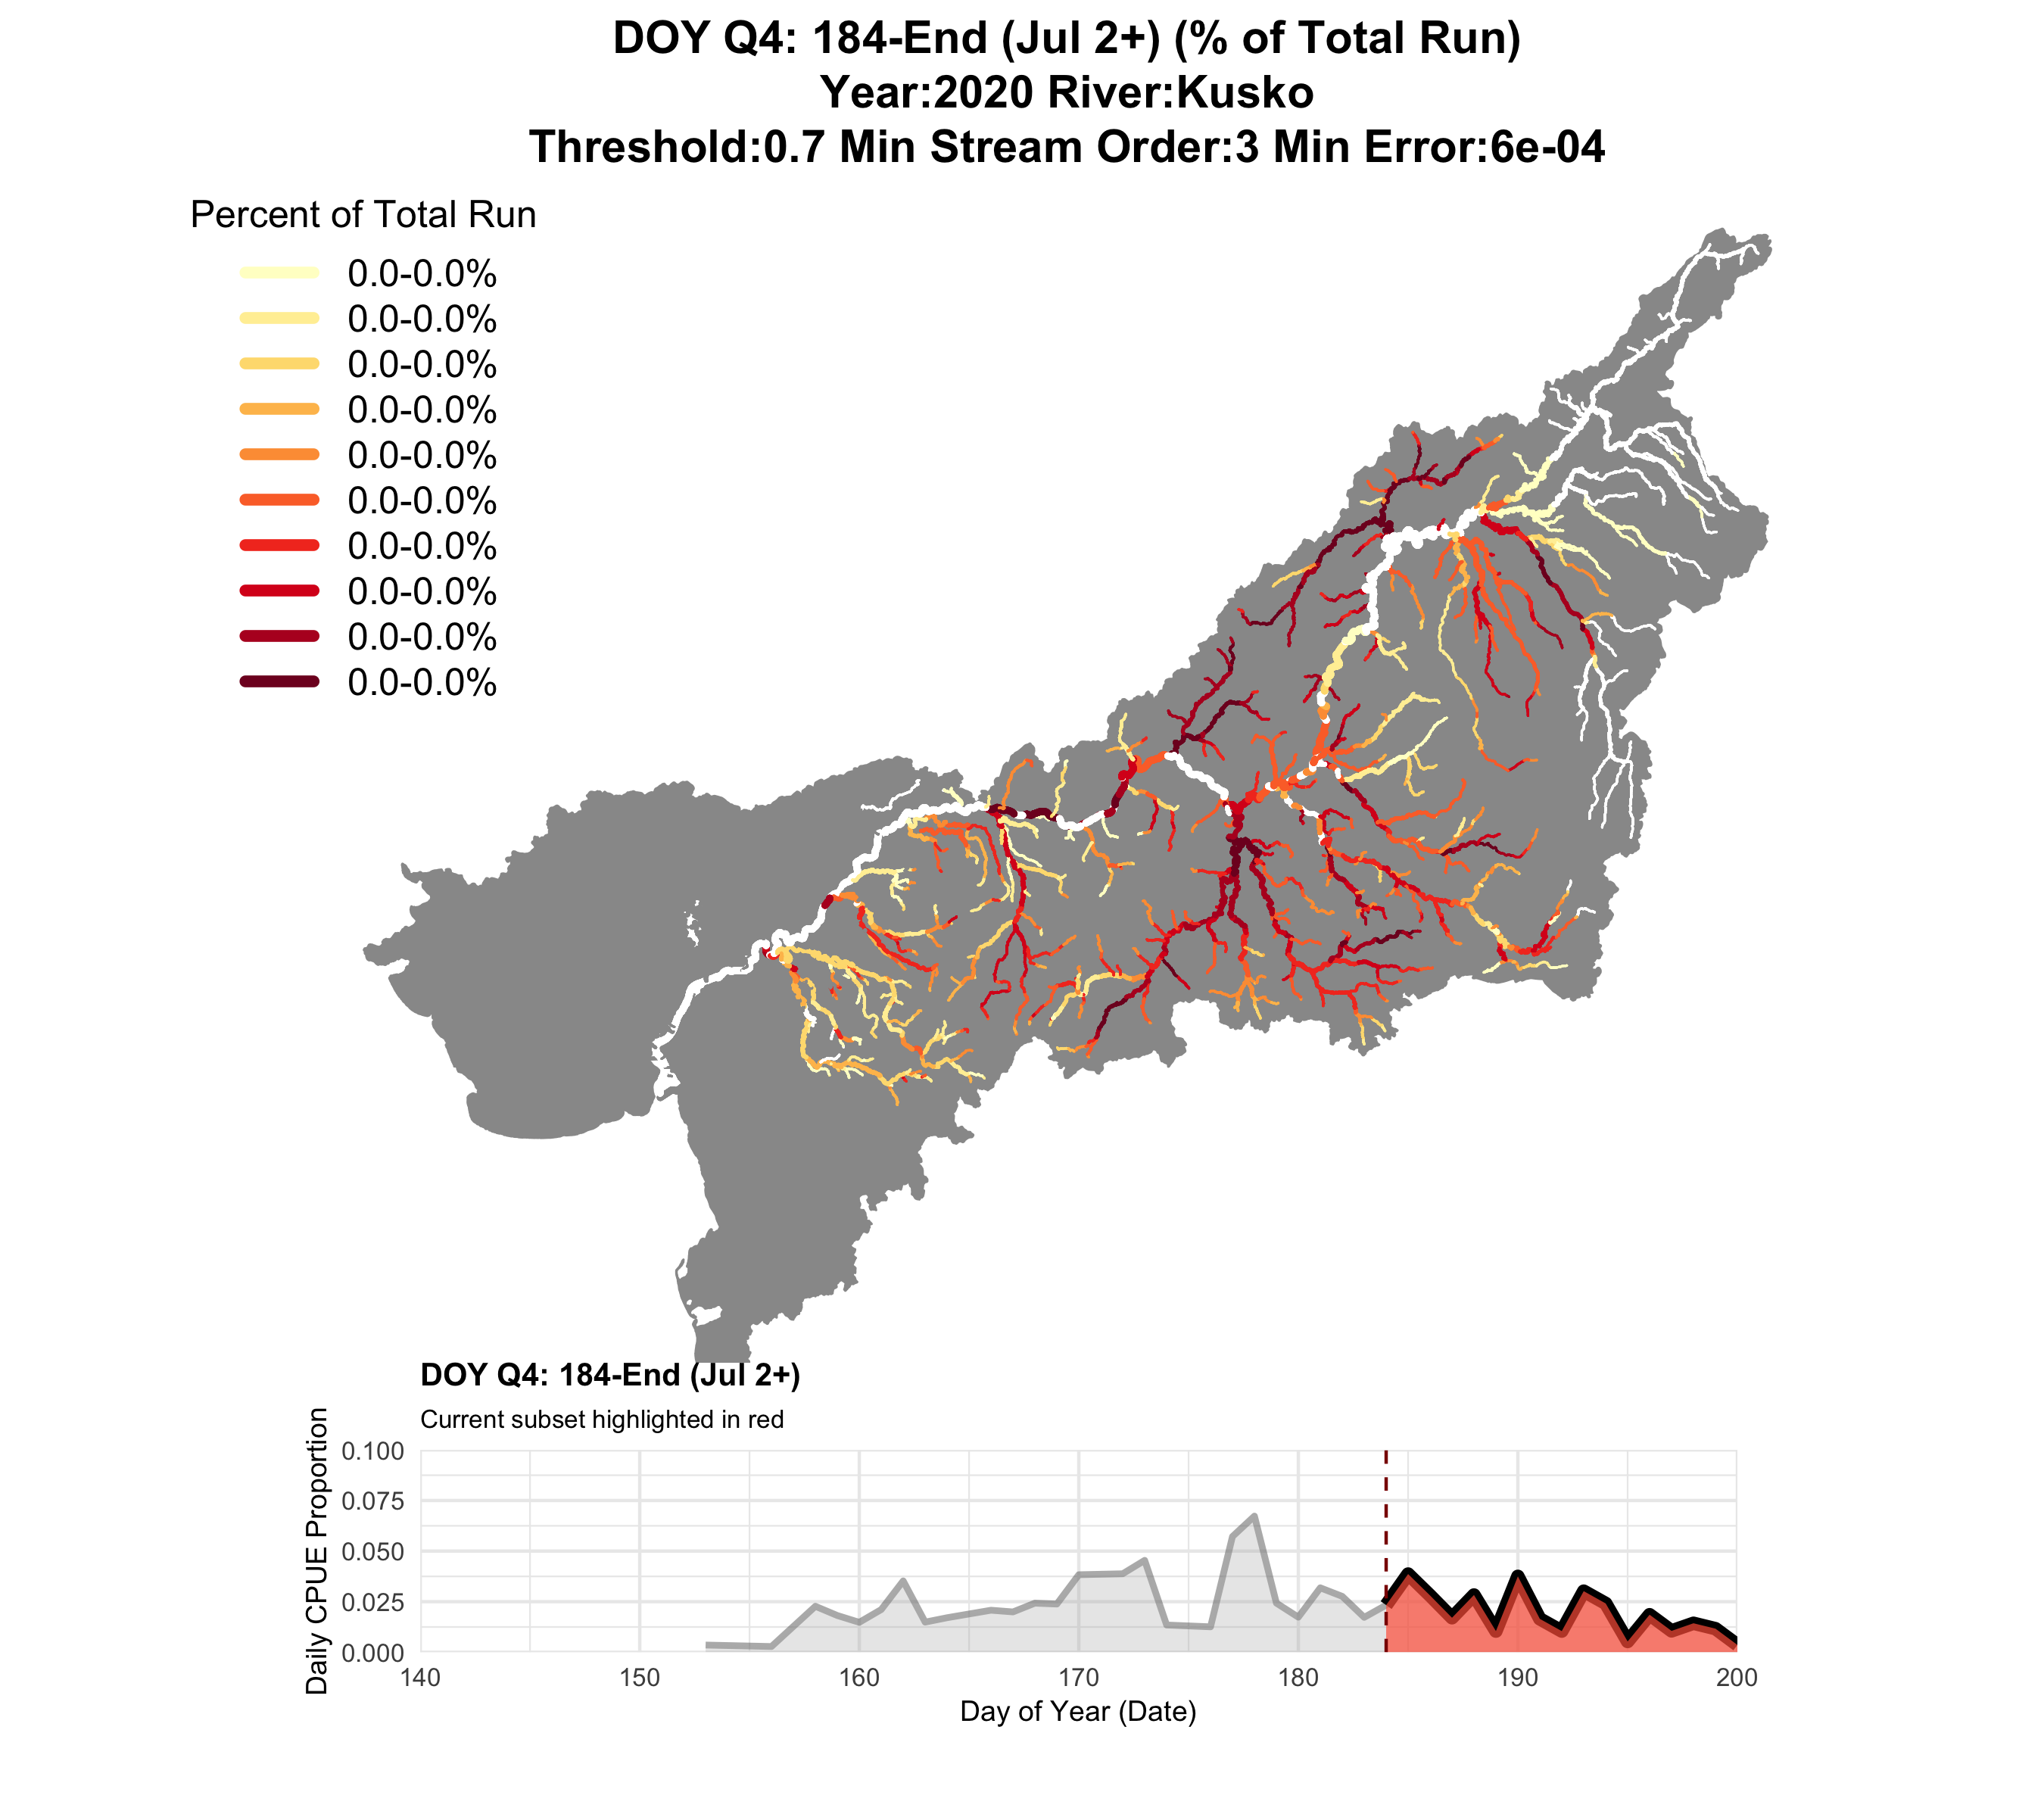 DOY Q4: 184-End (Jul 2+) (% of Total Run)
Year:2020 River:Kusko
Threshold:0.7 Min Stream Order:3 Min Error:6e-04
Percent of Total Run
0.0-0.0%
0.0-0.0%
0.0-0.0%
0.0-0.0%
0.0-0.0%
0.0-0.0%
0.0-0.0%
0.0-0.0%
0.0-0.0%
0.0-0.0%
DOY Q4: 184-End (Jul 2+)
Current subset highlighted in red
Daily CPUE Proportion
0.100
0.075
0.050
0.025
0.000
140 150 160 170 180 190 200
Day of Year (Date)